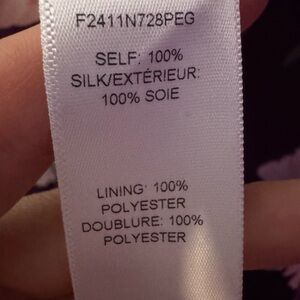 F2411N728PEG
SELF: 100%
SILK/EXTÉRIEUR:
100% SOIE
LINING: 100%
POLYESTER
DOUBLURE: 100%
POLYESTER